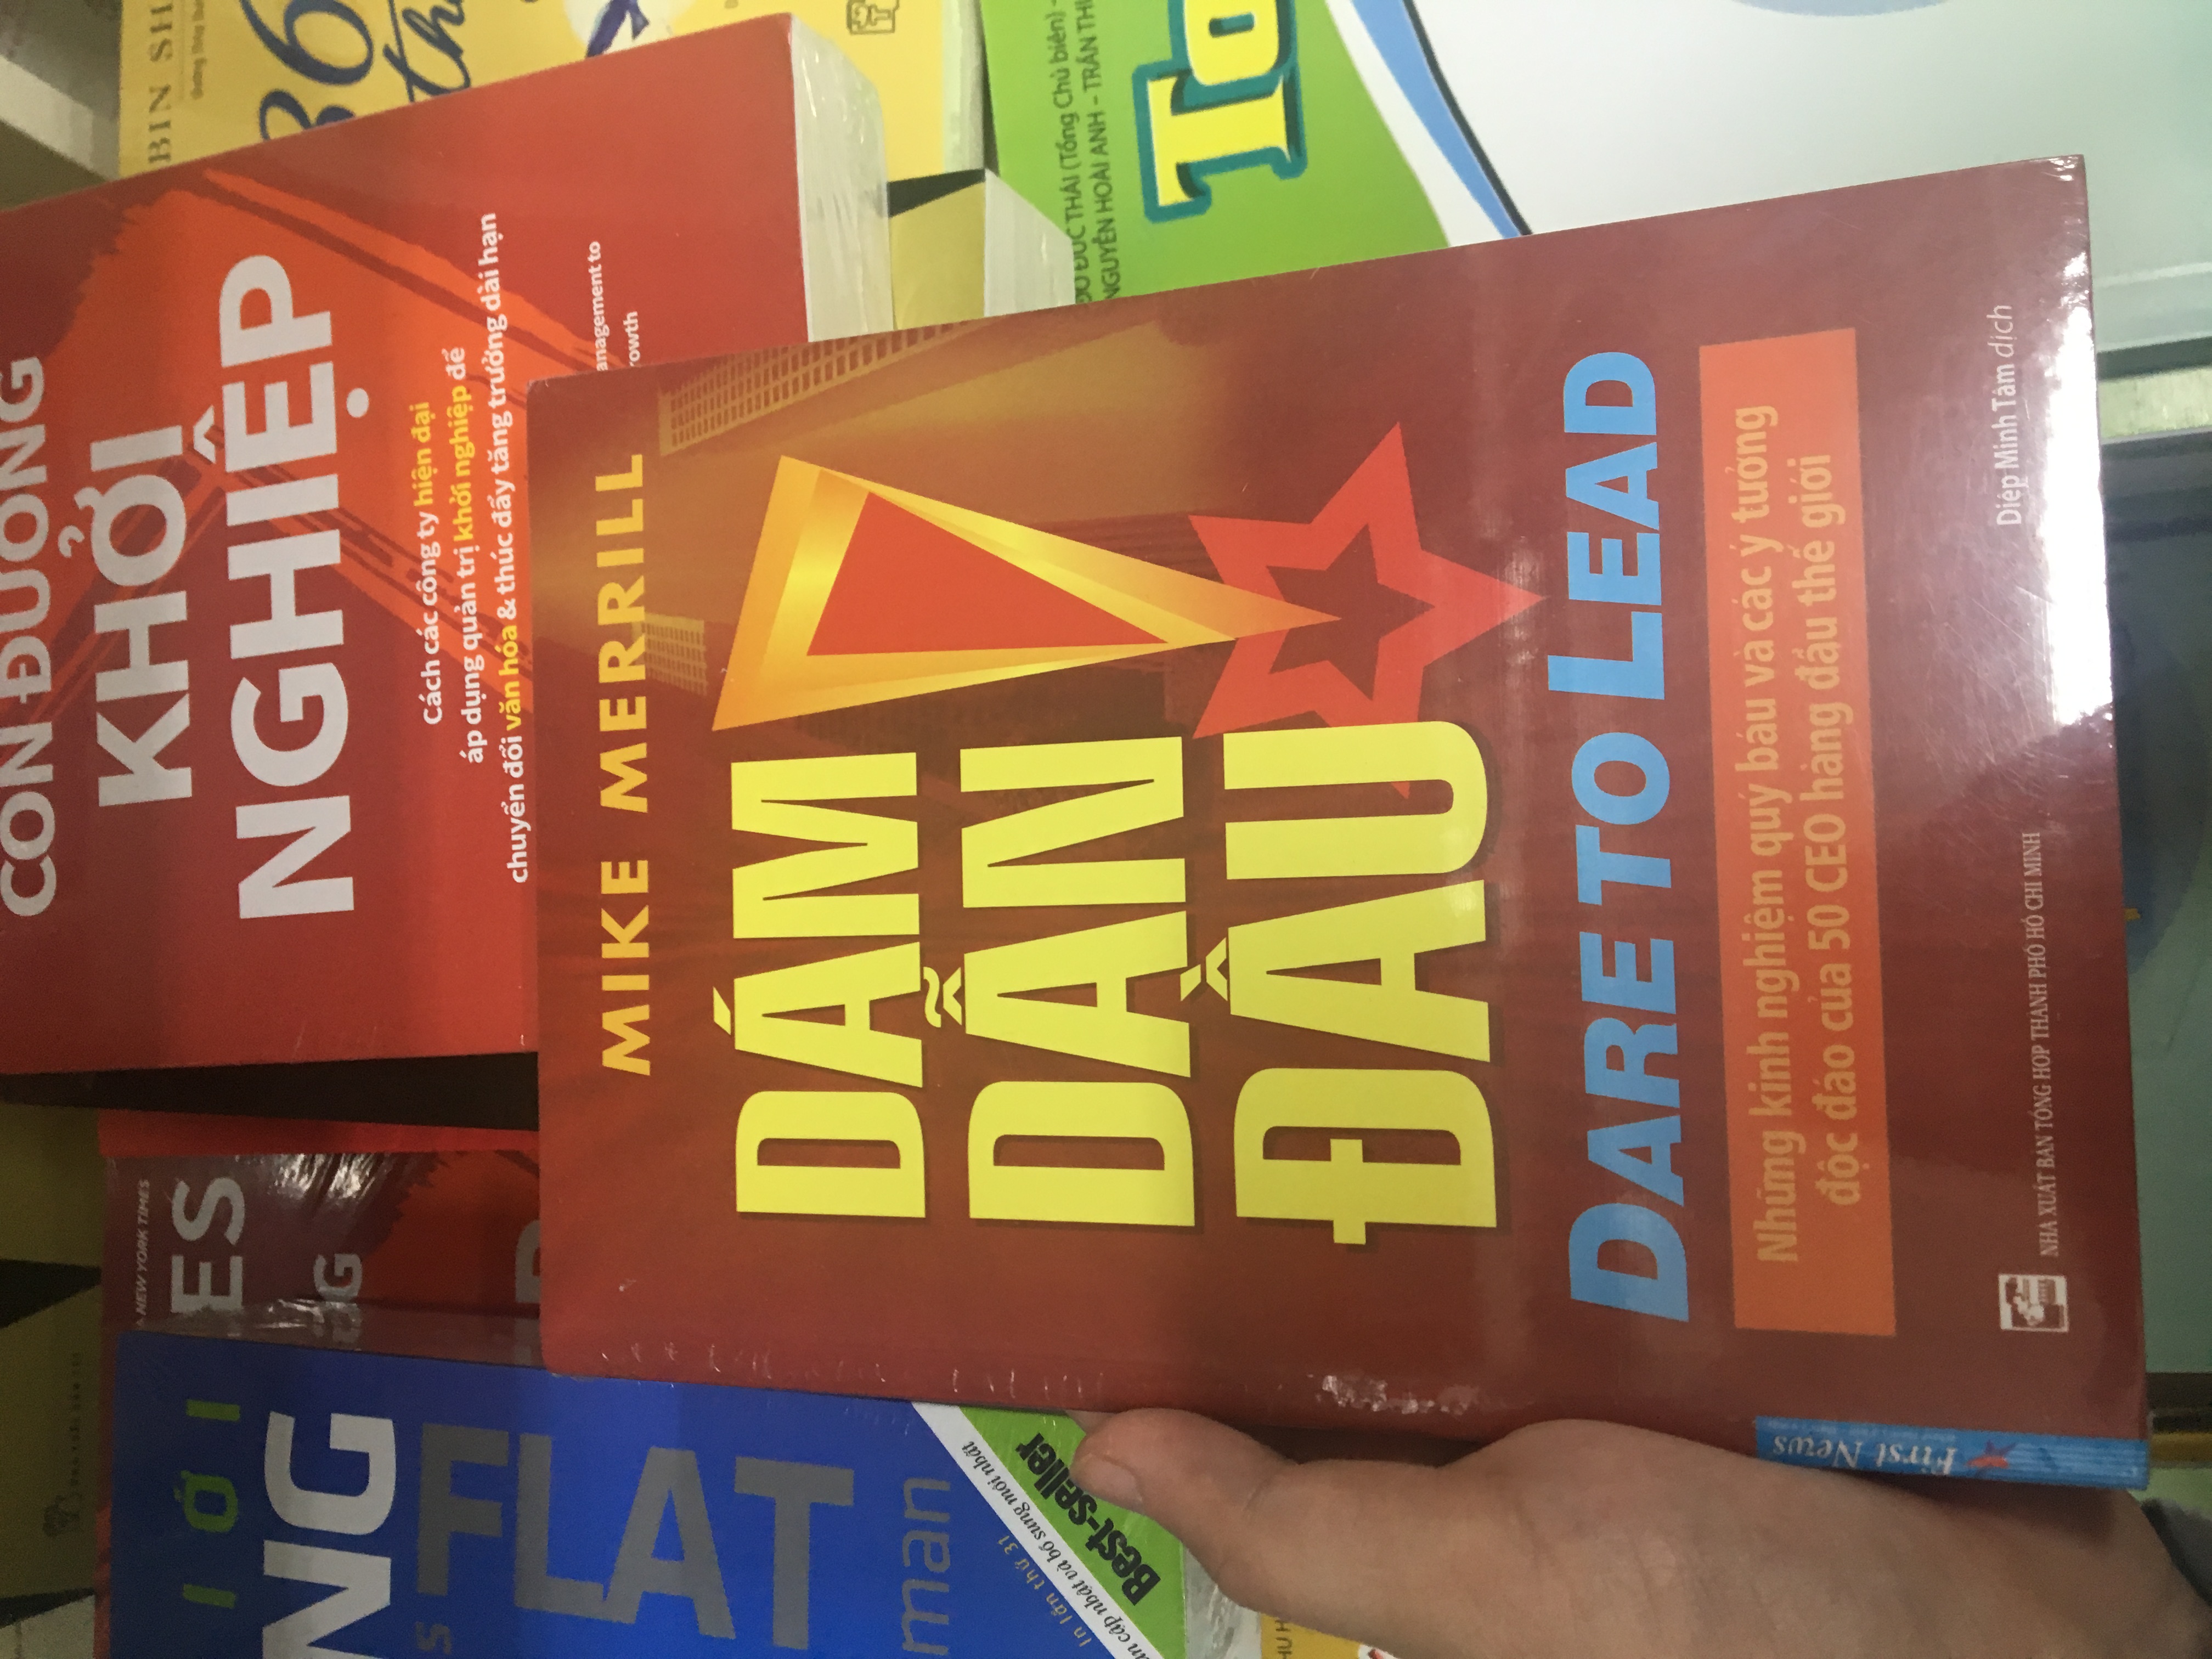 CON ĐƯỜNG
KHỞI
NGHIỆP
Cách các công ty hiện đại
áp dụng quản trị khởi nghiệp để
chuyển đổi văn hóa & thúc đẩy tăng trưởng dài hạn
anagement to
rowth
NEW YORK TIMES
ES
IỚI
NG
S
FLAT
man
In lần thứ 31
cập nhật và bổ sung mới nhất
Best-seller
BIN SH
36
th
MIKE MERRILL
DÁM
DẪN
ĐẦU
DARE TO LEAD
Những kinh nghiệm quý báu và các ý tưởng
độc đáo của 50 CEO hàng đầu thế giới
First News
Diệp Minh Tâm dịch
NHÀ XUẤT BẢN TỔNG HỢP THÀNH PHỐ HỒ CHÍ MINH
ĐỖ ĐỨC THÁI (Tổng Chủ biên) –
NGUYỄN HOÀI ANH – TRẦN TH
To